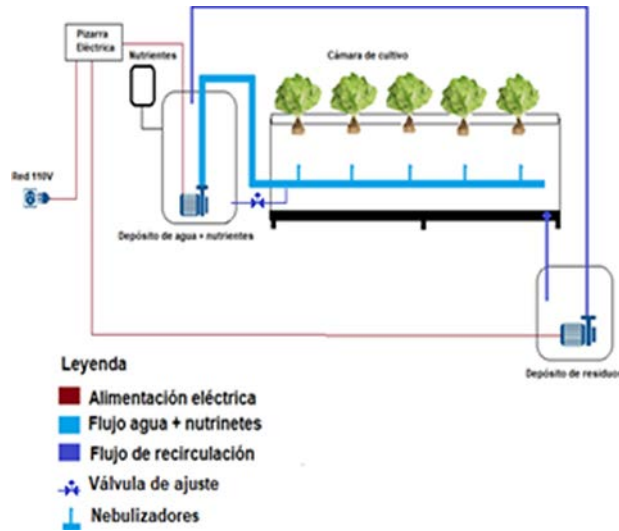 Pizarra
Eléctrica
Nutrientes
Cámara de cultivo
Red 110V
Depósito de agua + nutrientes
Depósito de residuos
Leyenda
Alimentación eléctrica
Flujo agua + nutrinetes
Flujo de recirculación
Válvula de ajuste
Nebulizadores